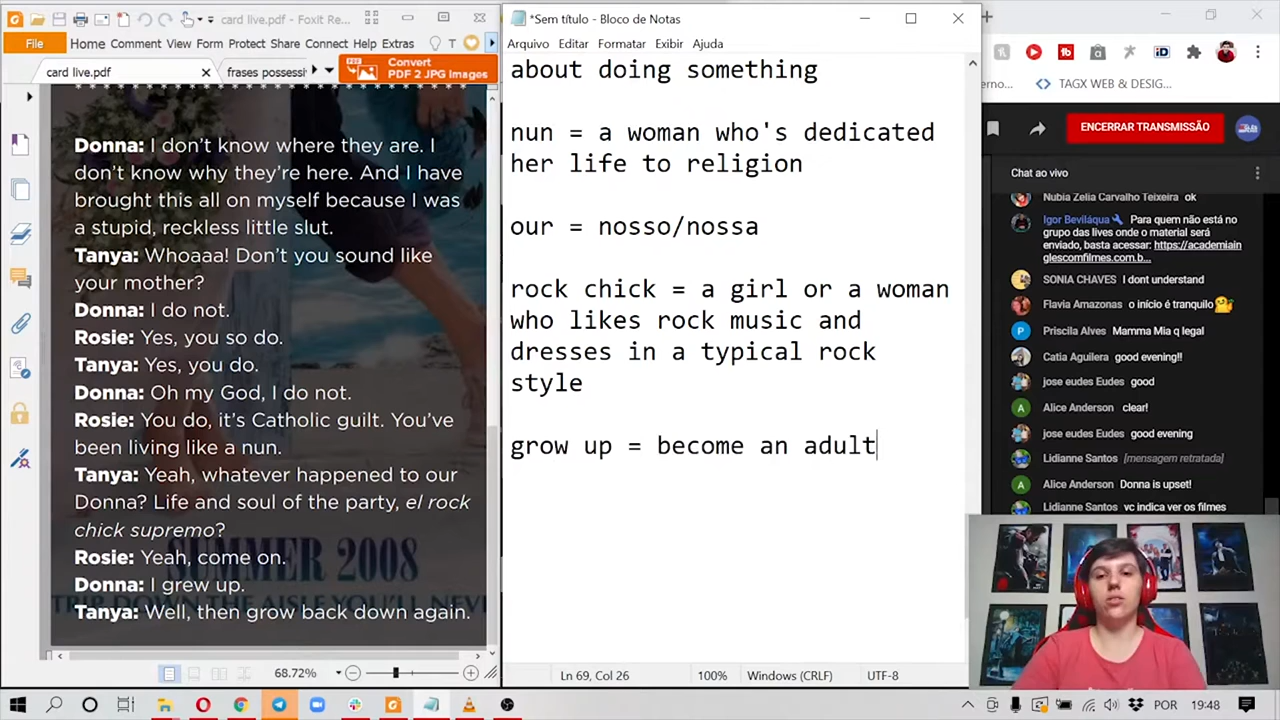 card live.pdf - Foxit Re...
*Sem título - Bloco de Notas
File
Home Comment View Form Protect Share Connect Help Extras
Convert
PDF 2 JPG Images
card live.pdf
frases possessiv
Arquivo Editar Formatar Exibir Ajuda
Donna: I don't know where they are. I
don't know why they're here. And I have
brought this all on myself because I was
a stupid, reckless little slut.
Tanya: Whoaaa! Don't you sound like
your mother?
Donna: I do not.
Rosie: Yes, you so do.
Tanya: Yes, you do.
Donna: Oh my God, I do not.
Rosie: You do, it's Catholic guilt. You've
been living like a nun.
Tanya: Yeah, whatever happened to our
Donna? Life and soul of the party, el rock
chick supremo?
Rosie: Yeah, come on.
Donna: I grew up.
Tanya: Well, then grow back down again.
SUMMER 2008
68.72%
about doing something
nun = a woman who's dedicated
her life to religion
our = nosso/nossa
rock chick = a girl or a woman
who likes rock music and
dresses in a typical rock
style
grow up = become an adult
Ln 69, Col 26
100%
Windows (CRLF)
UTF-8
erno...
TAGX WEB & DESIG...
ENCERRAR TRANSMISSÃO
Chat ao vivo
Nubia Zelia Carvalho Teixeira ok
Igor Beviláqua Para quem não está no
grupo das lives onde o material será
enviado, basta acessar: https://academiain
glescomfilmes.com.b...
SONIA CHAVES I dont understand
Flavia Amazonas o início é tranquilo
Priscila Alves Mamma Mia q legal
Catia Aguilera good evening!!
jose eudes Eudes good
Alice Anderson clear!
jose eudes Eudes good evening
Lidianne Santos [mensagem retratada]
Alice Anderson Donna is upset!
Lidianne Santos vc indica ver os filmes
POR
19:48